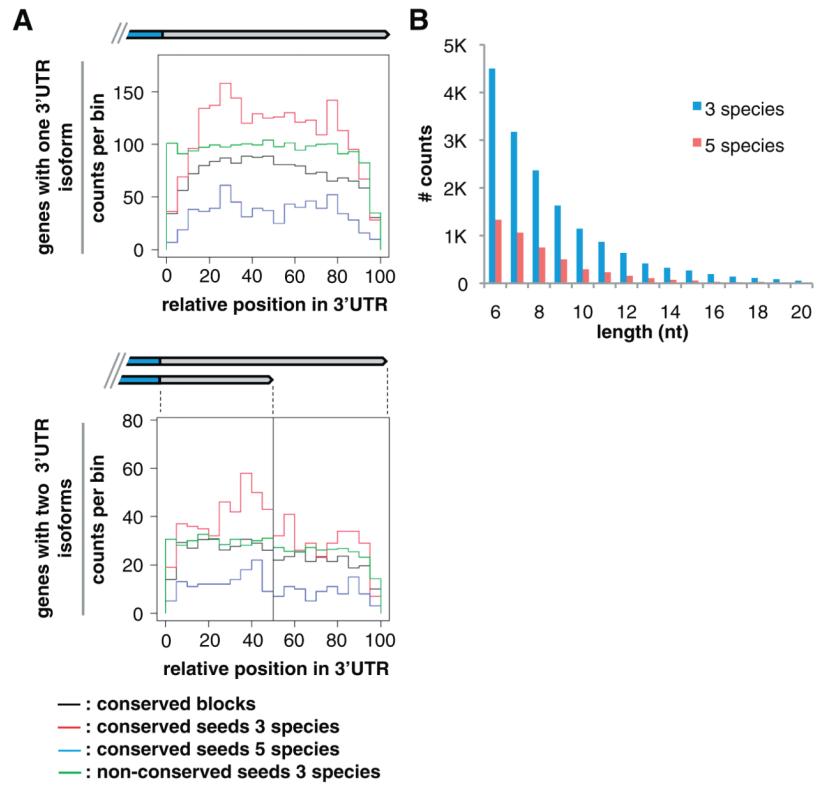 A
genes with one 3'UTR
isoform
counts per bin
150
100
50
0
0 20 40 60 80 100
relative position in 3'UTR
genes with two 3'UTR
isoforms
counts per bin
80
60
40
20
0
0 20 40 60 80 100
relative position in 3'UTR
: conserved blocks
: conserved seeds 3 species
: conserved seeds 5 species
: non-conserved seeds 3 species
B
# counts
5K
4K
3K
2K
1K
0
3 species
5 species
6 8 10 12 14 16 18 20
length (nt)